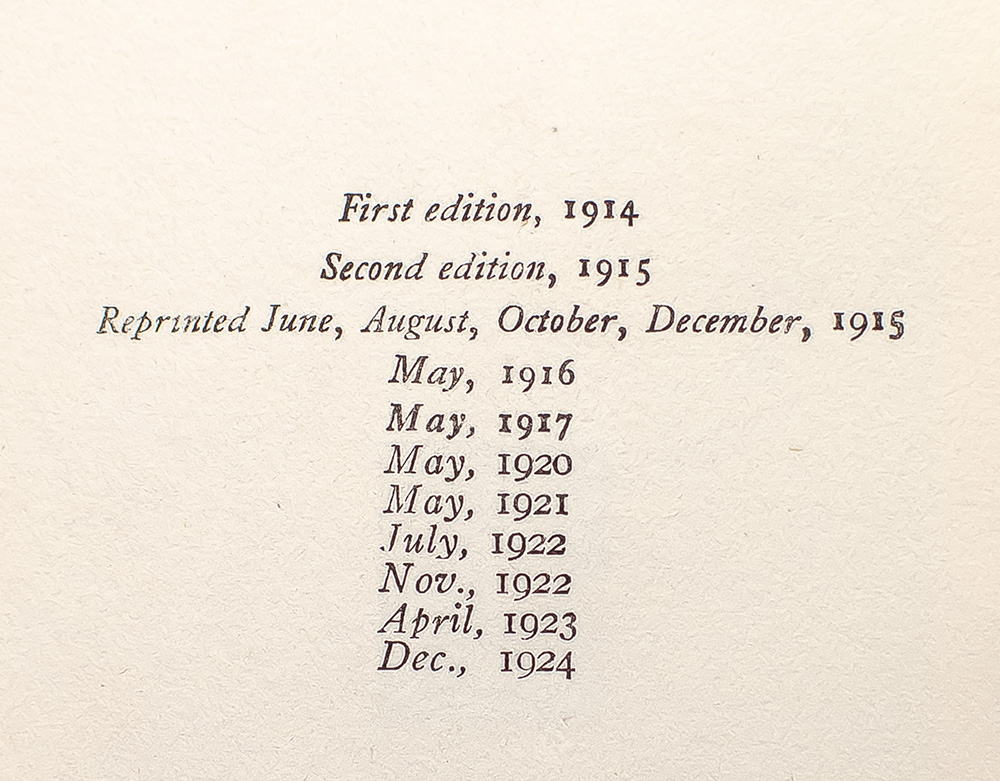 First edition, 1914
Second edition, 1915
Reprinted June, August, October, December, 1915
May, 1916
May, 1917
May, 1920
May, 1921
July, 1922
Nov., 1922
April, 1923
Dec., 1924